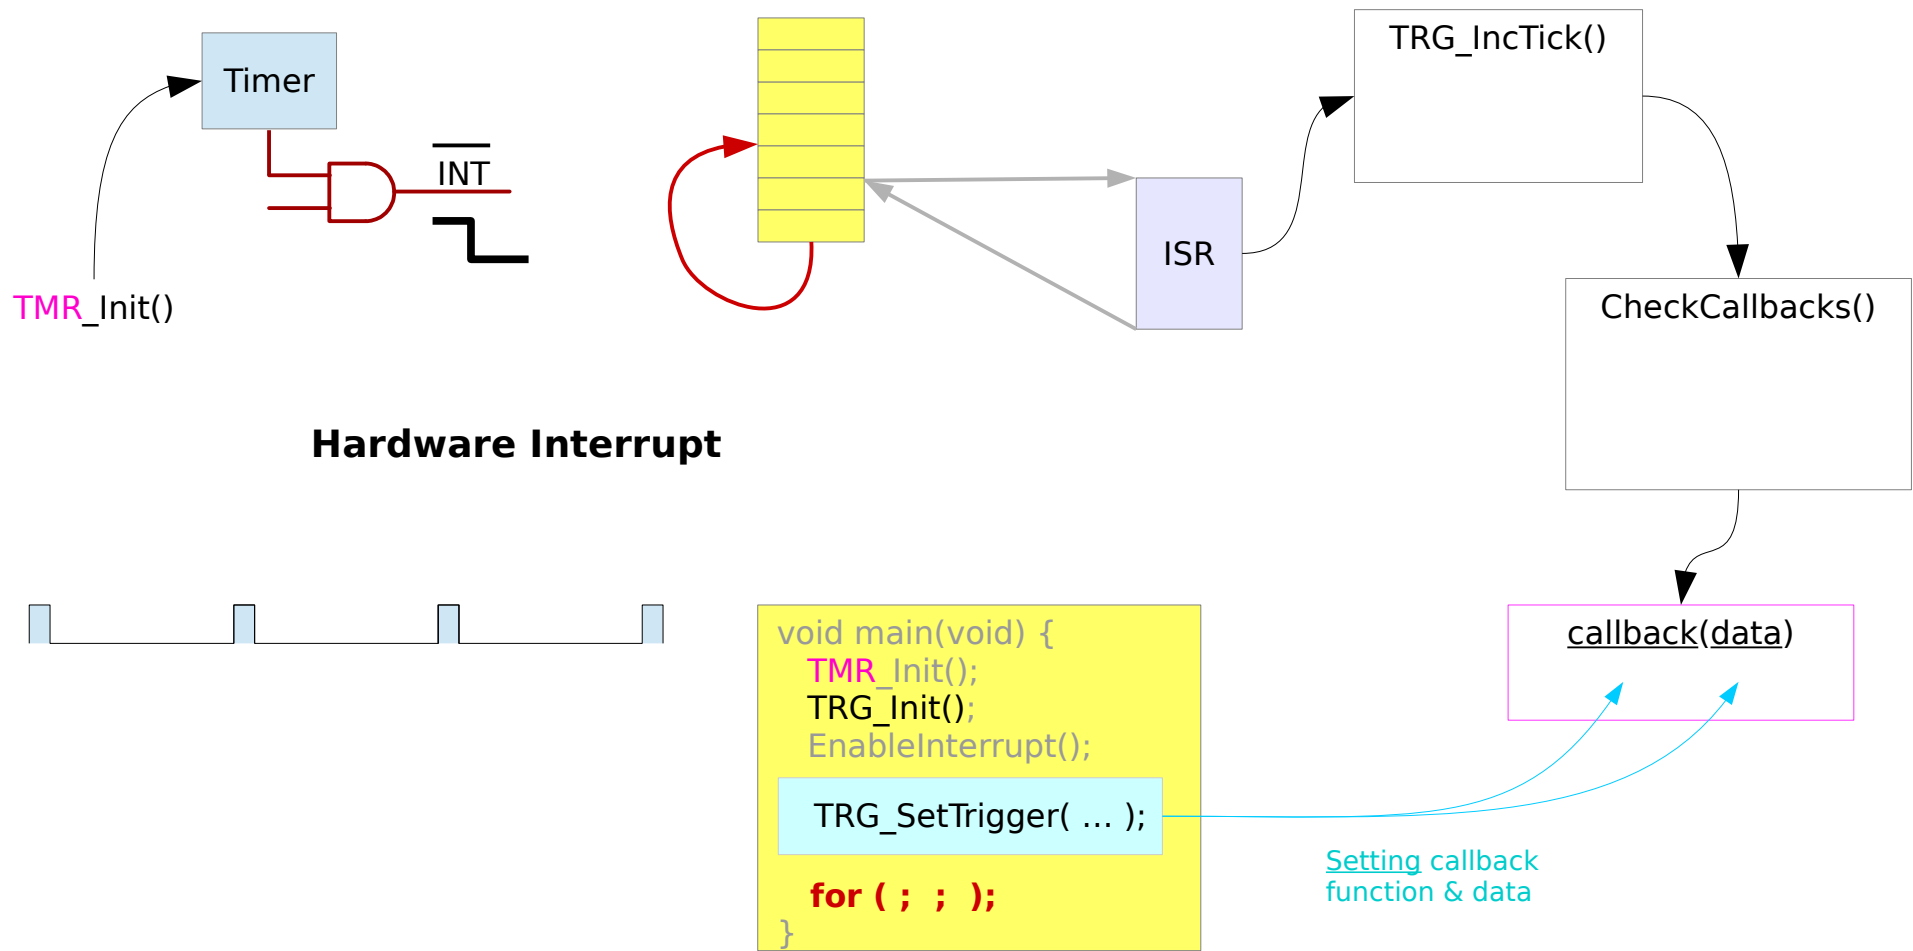 TRG_IncTick()
Timer
INT
ISR
TMR_Init()
CheckCallbacks()
Hardware Interrupt
void main(void) {
TMR_Init();
TRG_Init();
EnableInterrupt();
TRG_SetTrigger( ... );
for ( ;  ;  );
}
callback(data)
Setting callback
function & data